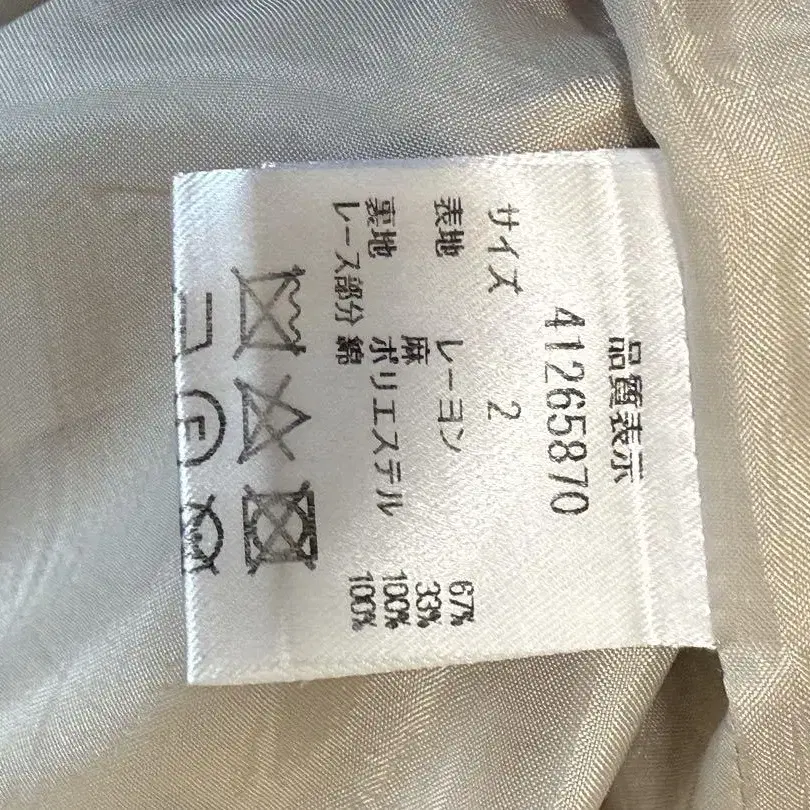 品質表示
41265870
サイズ 2
表地 レーヨン 67%
麻 33%
裏地 ポリエステル 100%
レース部分 綿 100%
F